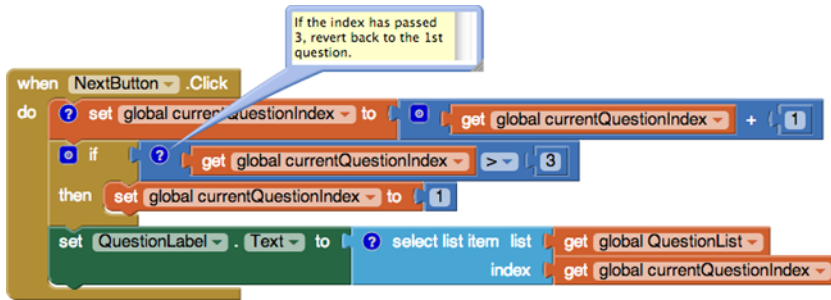 If the index has passed
3, revert back to the 1st
question.
when NextButton .Click
do ? set global currentQuestionIndex to get global currentQuestionIndex + 1
if ? get global currentQuestionIndex > 3
then set global currentQuestionIndex to 1
set QuestionLabel . Text to ? select list item list get global QuestionList
index get global currentQuestionIndex